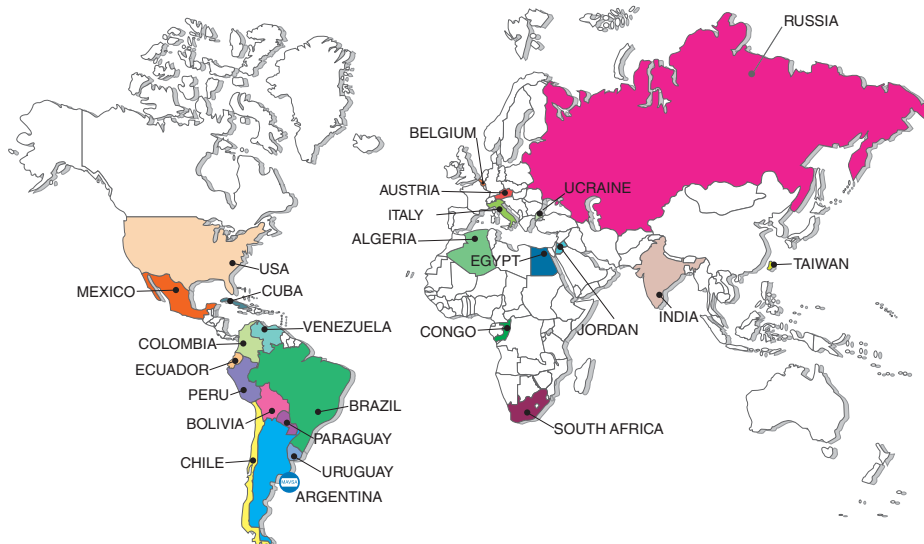 RUSSIA
BELGIUM
AUSTRIA
UCRAINE
ITALY
ALGERIA
EGYPT
USA
TAIWAN
MEXICO
CUBA
INDIA
VENEZUELA
CONGO
JORDAN
COLOMBIA
ECUADOR
PERU
BRAZIL
BOLIVIA
SOUTH AFRICA
PARAGUAY
CHILE
URUGUAY
ARGENTINA